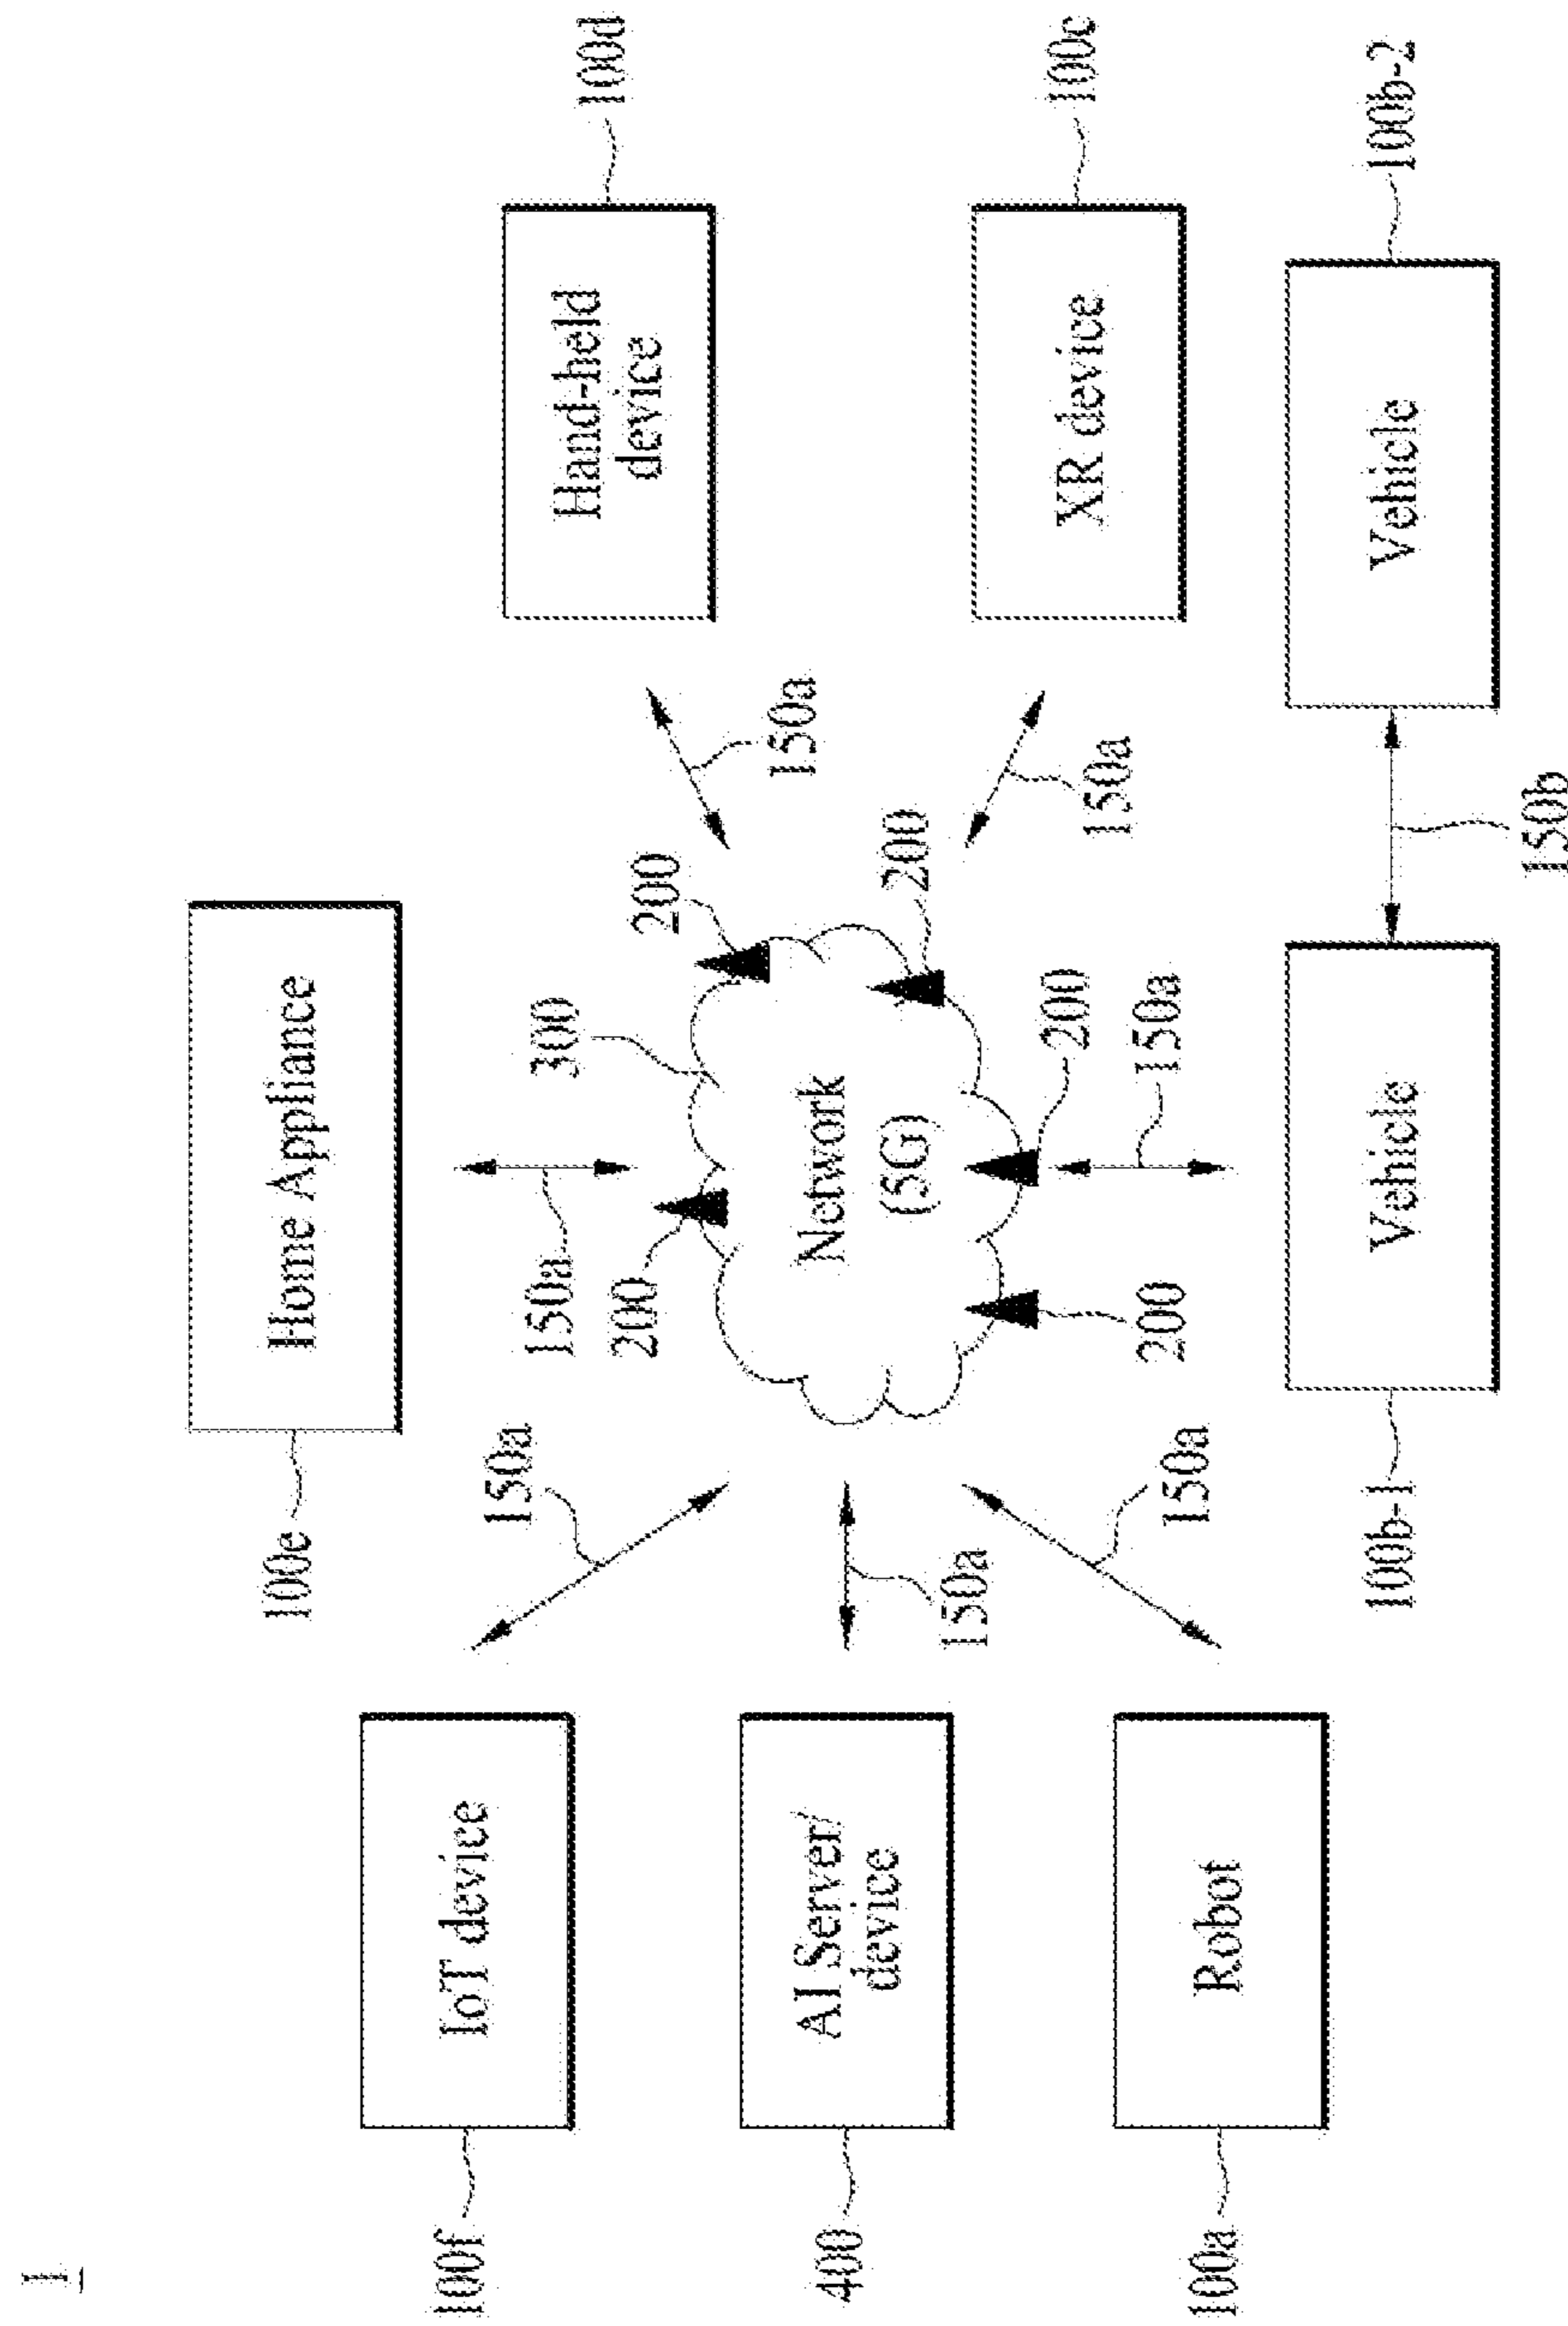 1
100e
Home Appliance
100f
IoT device
150a
150a
300
200
Hand-held
device
100d
200
150a
400
AI Server/
device
150a
Network
(5G)
200
200
150a
XR device
100c
100a
Robot
150a
200
150a
100b-1
Vehicle
150b
Vehicle
100b-2